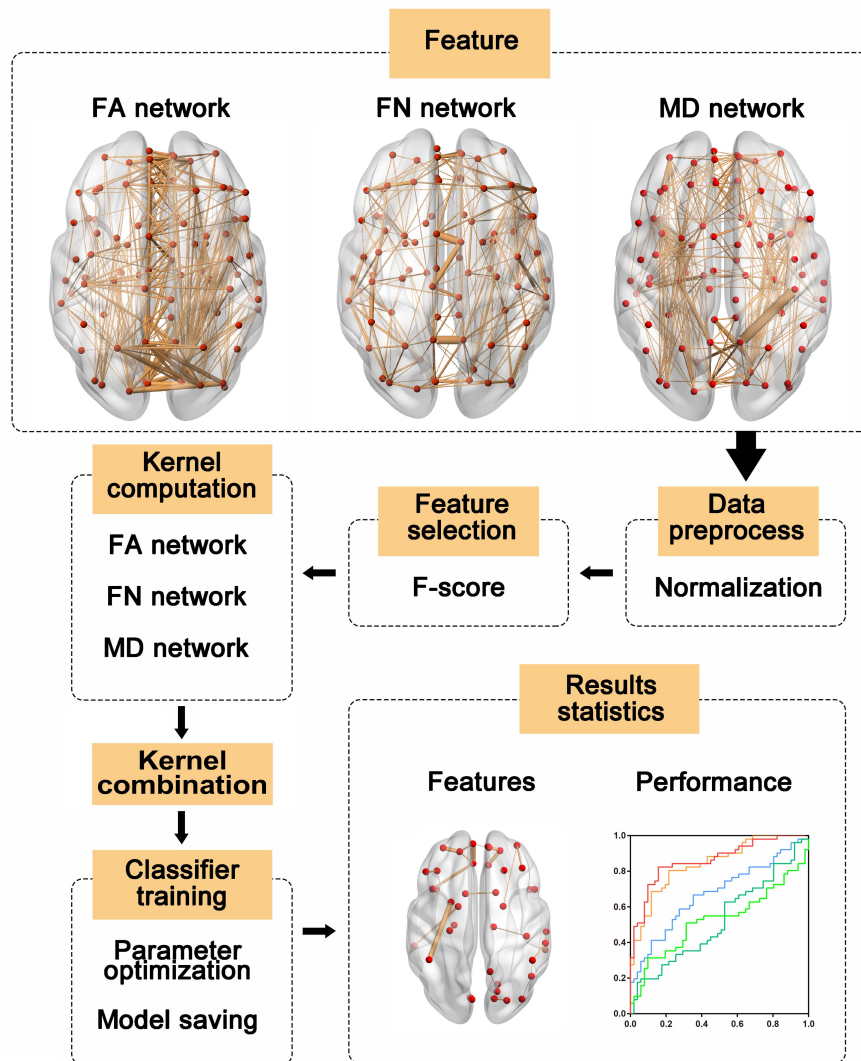 Feature
FA network
FN network
MD network
Kernel
computation
FA network
FN network
MD network
Feature
selection
F-score
Data
preprocess
Normalization
Kernel
combination
Classifier
training
Parameter
optimization
Model saving
Results
statistics
Features
Performance
1.0
0.8
0.6
0.4
0.2
0.0
0.0
0.2
0.4
0.6
0.8
1.0